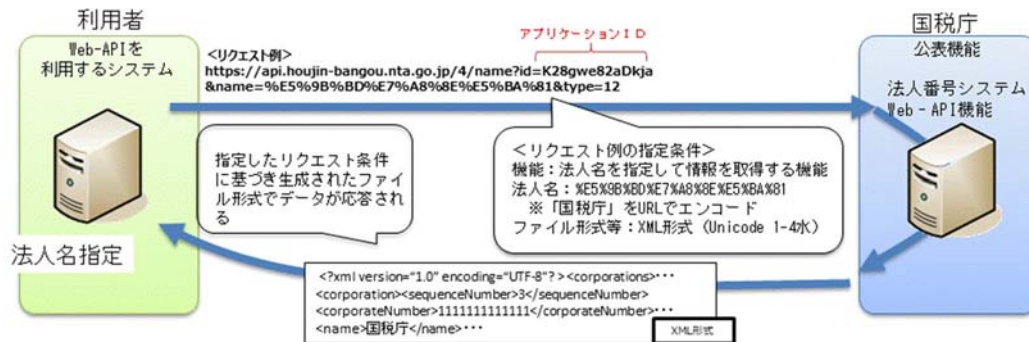 利用者
Web-APIを
利用するシステム
法人名指定
アプリケーションＩＤ
<リクエスト例>
https://api.houjin-bangou.nta.go.jp/4/name?id=K28gwe82aDkja
&name=%E5%9B%BD%E7%A8%8E%E5%BA%81&type=12
国税庁
公表機能
法人番号システム
Web‐API機能
指定したリクエスト条件
に基づき生成されたファイ
ル形式でデータが応答され
る
＜リクエスト例の指定条件＞
機能：法人名を指定して情報を取得する機能
法人名：%E5%9B%BD%E7%A8%8E%E5%BA%81
※「国税庁」をURLでエンコード
ファイル形式等：XML形式（Unicode 1-4水）
<?xml version="1.0" encoding="UTF-8"? ><corporations>･･･
<corporation><sequenceNumber>3</sequenceNumber>
<corporateNumber>1111111111111</corporateNumber>･･･
<name>国税庁</name>･･･
XML形式